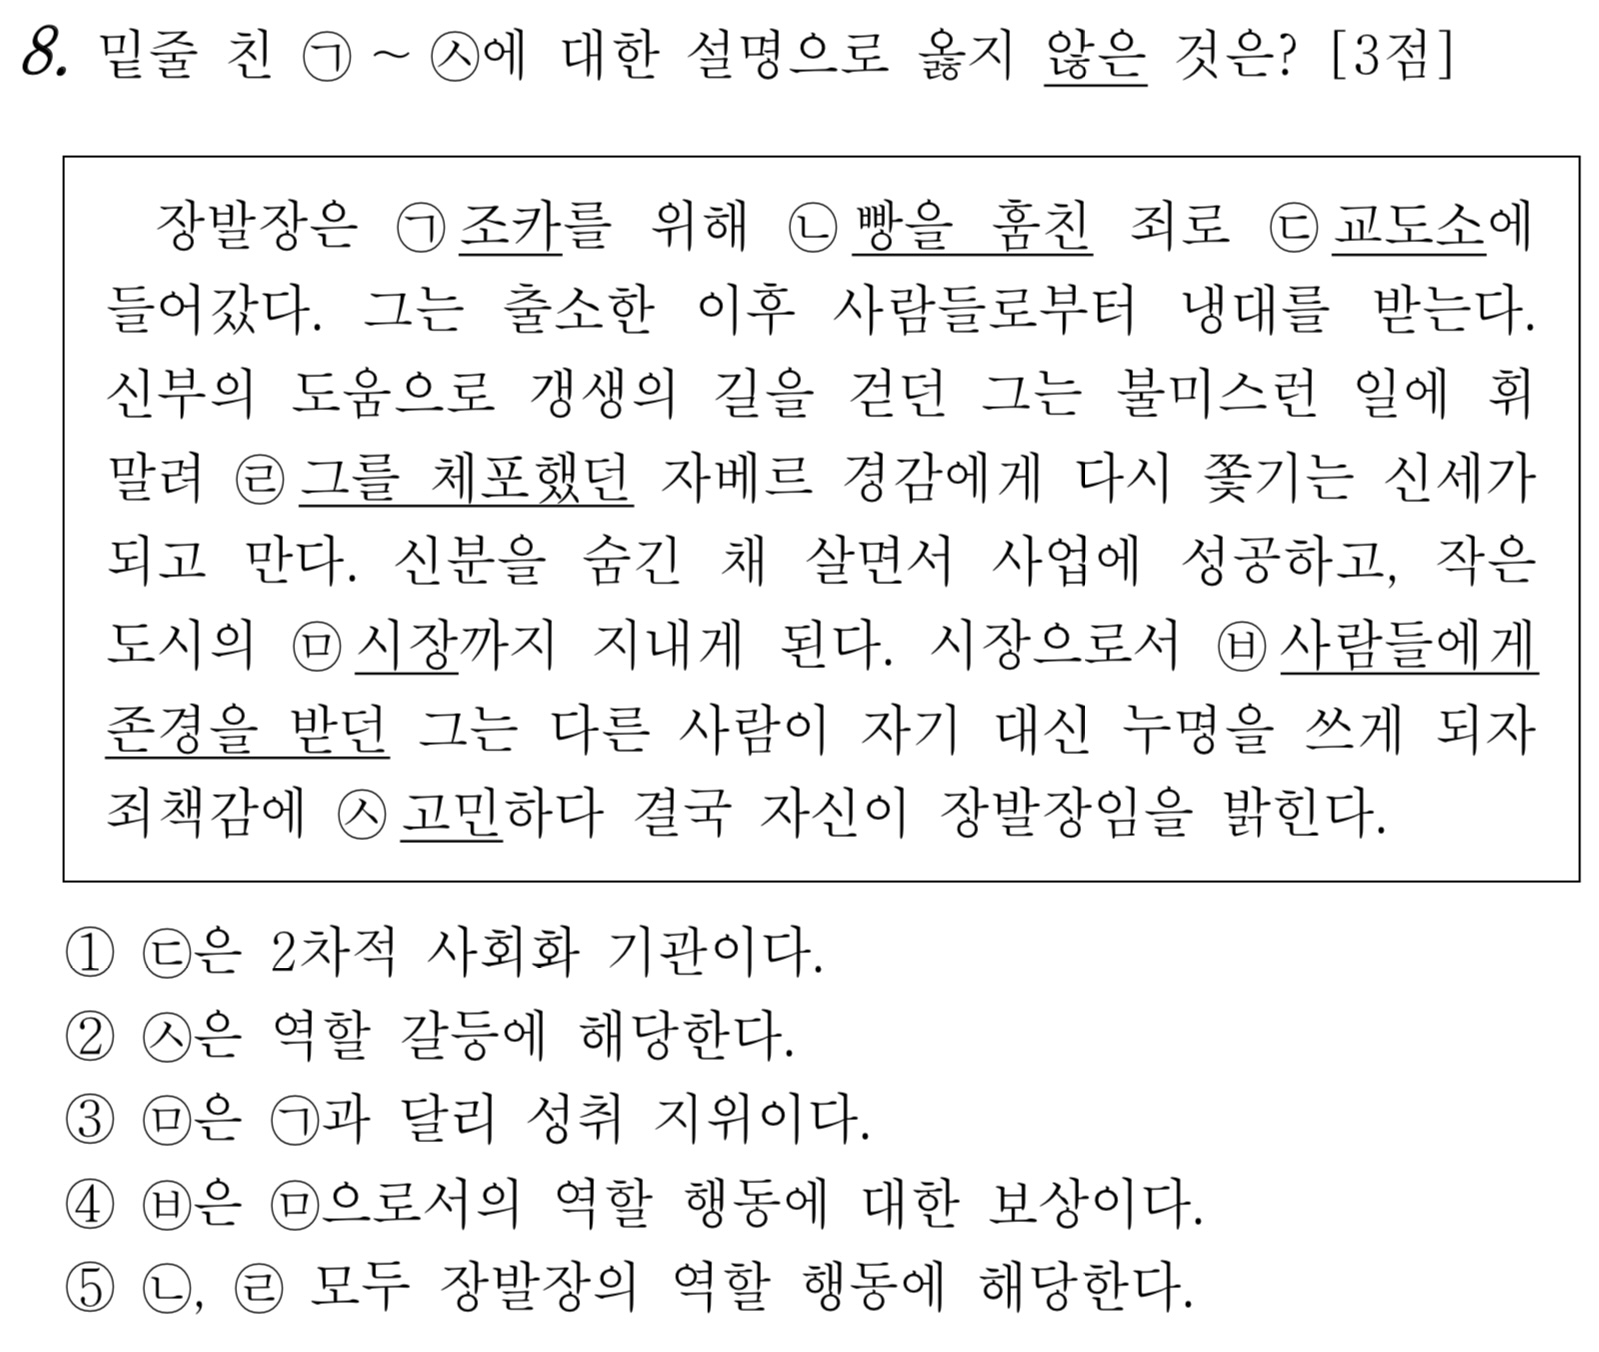 8. 밑줄 친 ㉠ ~ ㉦에 대한 설명으로 옳지 않은 것은? [3점]
장발장은 ㉠조카를 위해 ㉡빵을 훔친 죄로 ㉢교도소에
들어갔다. 그는 출소한 이후 사람들로부터 냉대를 받는다.
신부의 도움으로 갱생의 길을 걷던 그는 불미스런 일에 휘
말려 ㉣그를 체포했던 자베르 경감에게 다시 쫓기는 신세가
되고 만다. 신분을 숨긴 채 살면서 사업에 성공하고, 작은
도시의 ㉤시장까지 지내게 된다. 시장으로서 ㉥사람들에게
존경을 받던 그는 다른 사람이 자기 대신 누명을 쓰게 되자
죄책감에 ㉦고민하다 결국 자신이 장발장임을 밝힌다.
① ㉢은 2차적 사회화 기관이다.
② ㉦은 역할 갈등에 해당한다.
③ ㉤은 ㉠과 달리 성취 지위이다.
④ ㉥은 ㉤으로서의 역할 행동에 대한 보상이다.
⑤ ㉡, ㉣ 모두 장발장의 역할 행동에 해당한다.